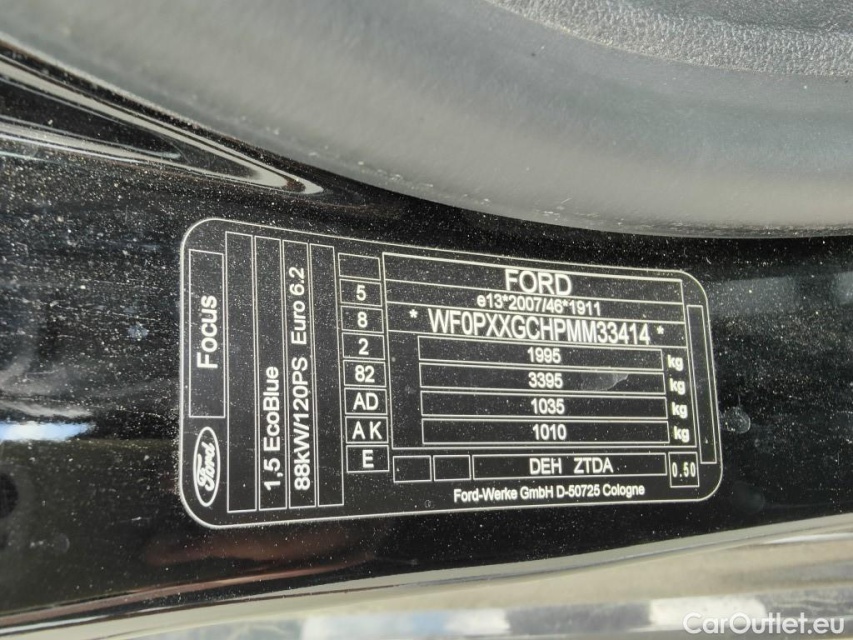 Focus
Ford
1,5 EcoBlue
88kW/120PS Euro 6.2
5
8
2
82
AD
AK
E
FORD
e13*2007/46*1911
* WF0PXXGCHPMM33414 *
1995 kg
3395 kg
1035 kg
1010 kg
DEH ZTDA 0.50
Ford-Werke GmbH D-50725 Cologne
CarOutlet.eu